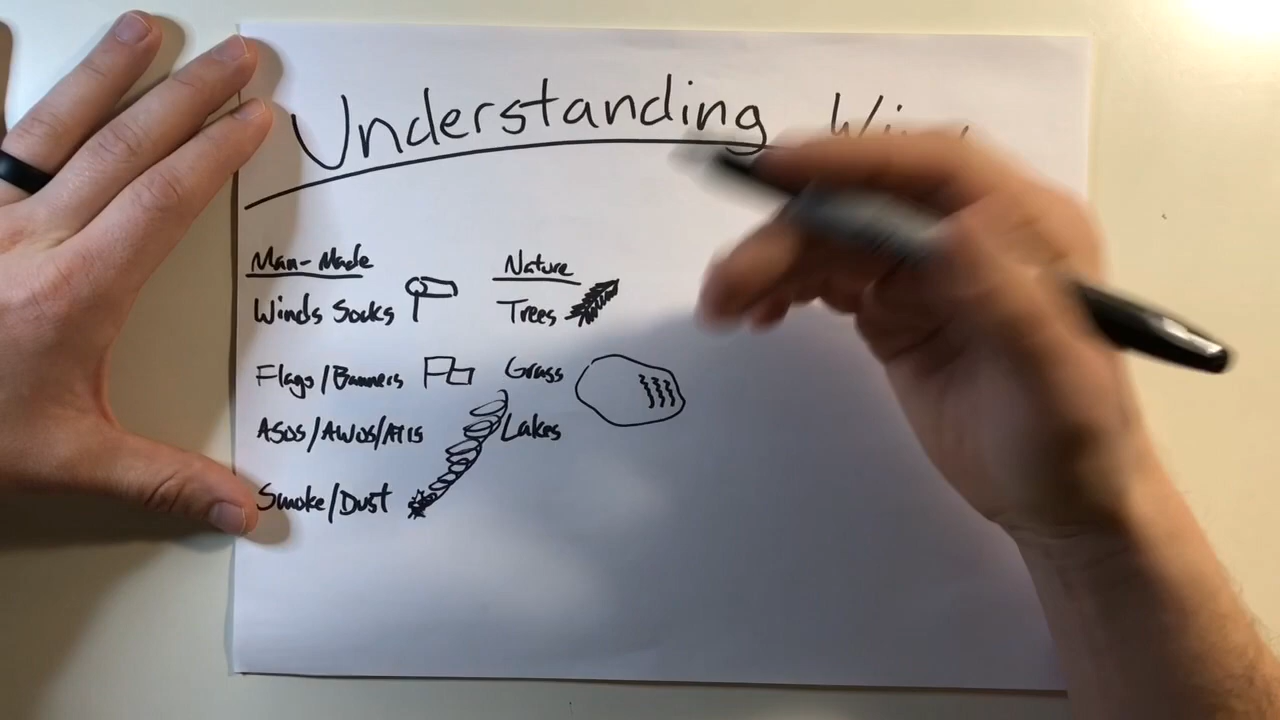 Understanding
Man-Made
Winds Socks
Flags/Banners
ASOS/AWOS/ATIS
Smoke/Dust
Nature
Trees
Grass
Lakes